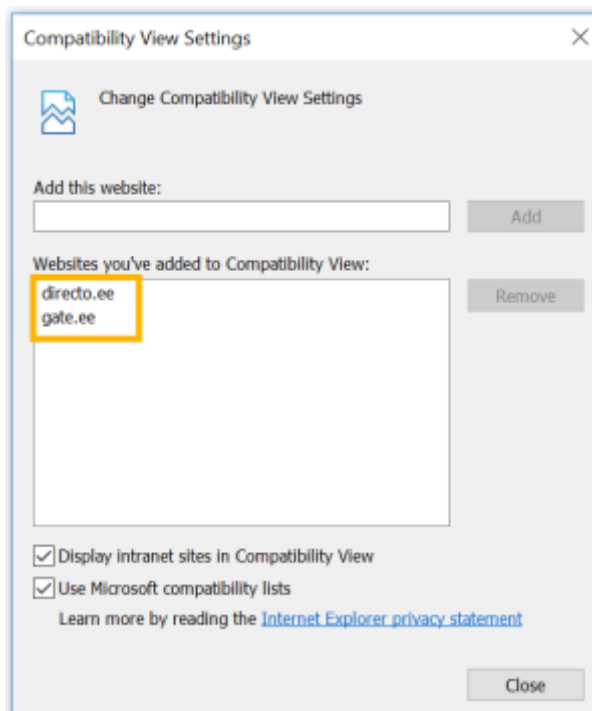 Compatibility View Settings
Change Compatibility View Settings
Add this website:
Add
Websites you've added to Compatibility View:
directo.ee
gate.ee
Remove
Display intranet sites in Compatibility View
Use Microsoft compatibility lists
Learn more by reading the Internet Explorer privacy statement
Close